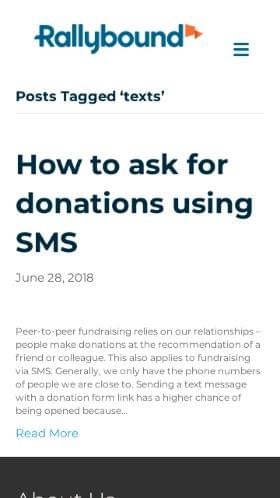 Rallybound
Posts Tagged ‘texts’
How to ask for
donations using
SMS
June 28, 2018
Peer-to-peer fundraising relies on our relationships –
people make donations at the recommendation of a
friend or colleague. This also applies to fundraising
via SMS. Generally, we only have the phone numbers
of people we are close to. Sending a text message
with a donation form link has a higher chance of
being opened because...
Read More
About Us